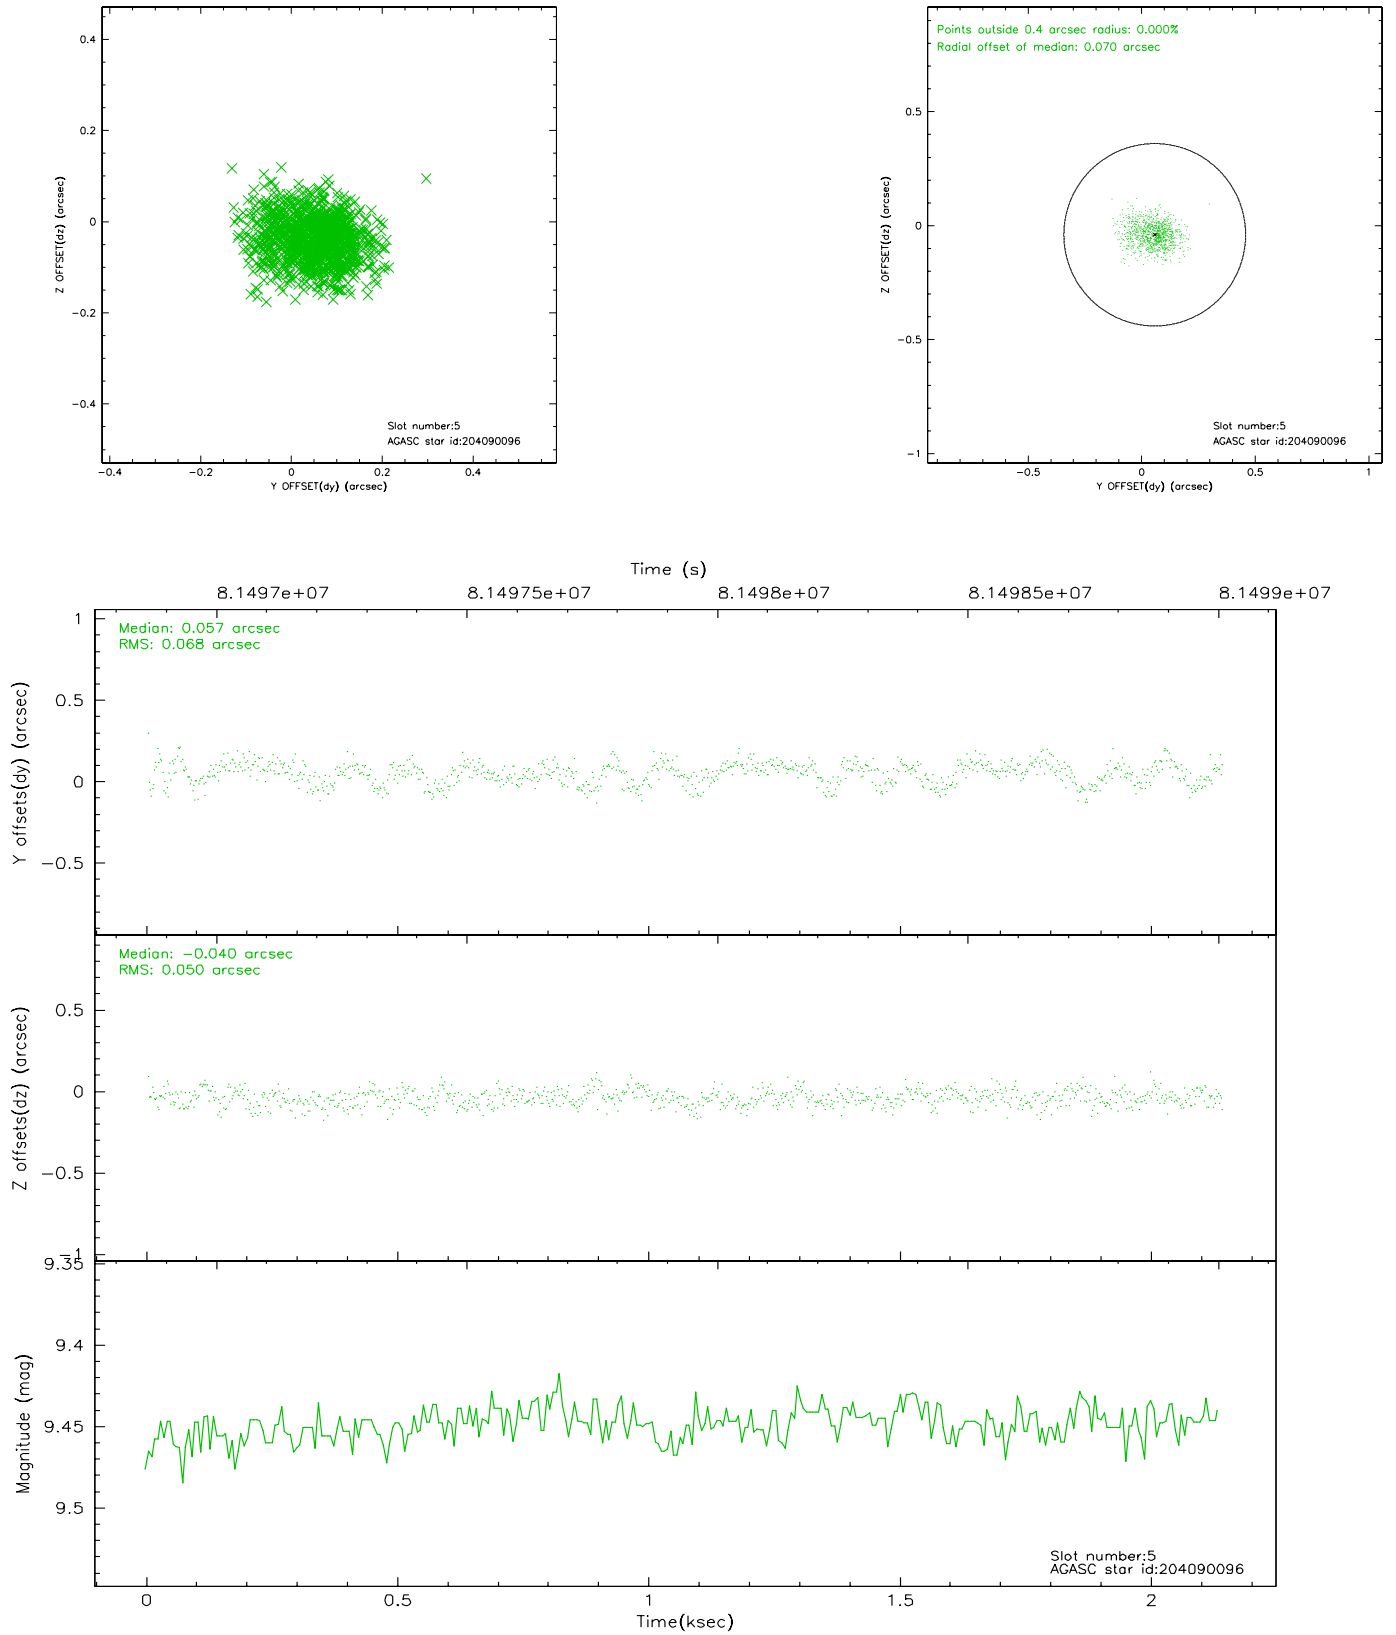 0.4
0.2
0
−0.2
−0.4
Z OFFSET(dz) (arcsec)
Slot number:5
AGASC star id:204090096
−0.4 −0.2 0 0.2 0.4
Y OFFSET(dy) (arcsec)
Points outside 0.4 arcsec radius: 0.000%
Radial offset of median: 0.070 arcsec
0.5
0
−0.5
−1
Z OFFSET(dz) (arcsec)
Slot number:5
AGASC star id:204090096
−0.5 0 0.5 1
Y OFFSET(dy) (arcsec)
Time (s)
8.1497e+07 8.14975e+07 8.1498e+07 8.14985e+07 8.1499e+07
Median: 0.057 arcsec
RMS: 0.068 arcsec
1
0.5
0
−0.5
Y offsets(dy) (arcsec)
Median: −0.040 arcsec
RMS: 0.050 arcsec
0.5
0
−0.5
−1
Z offsets(dz) (arcsec)
9.35
9.4
9.45
9.5
Magnitude (mag)
Slot number:5
AGASC star id:204090096
0 0.5 1 1.5 2
Time(ksec)